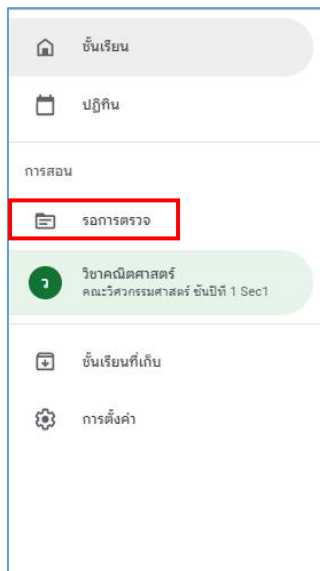 ชั้นเรียน
ปฏิทิน
การสอน
รอการตรวจ
ว
วิชาคณิตศาสตร์
คณะวิศวกรรมศาสตร์ ชั้นปีที่ 1 Sec1
ชั้นเรียนที่เก็บ
การตั้งค่า